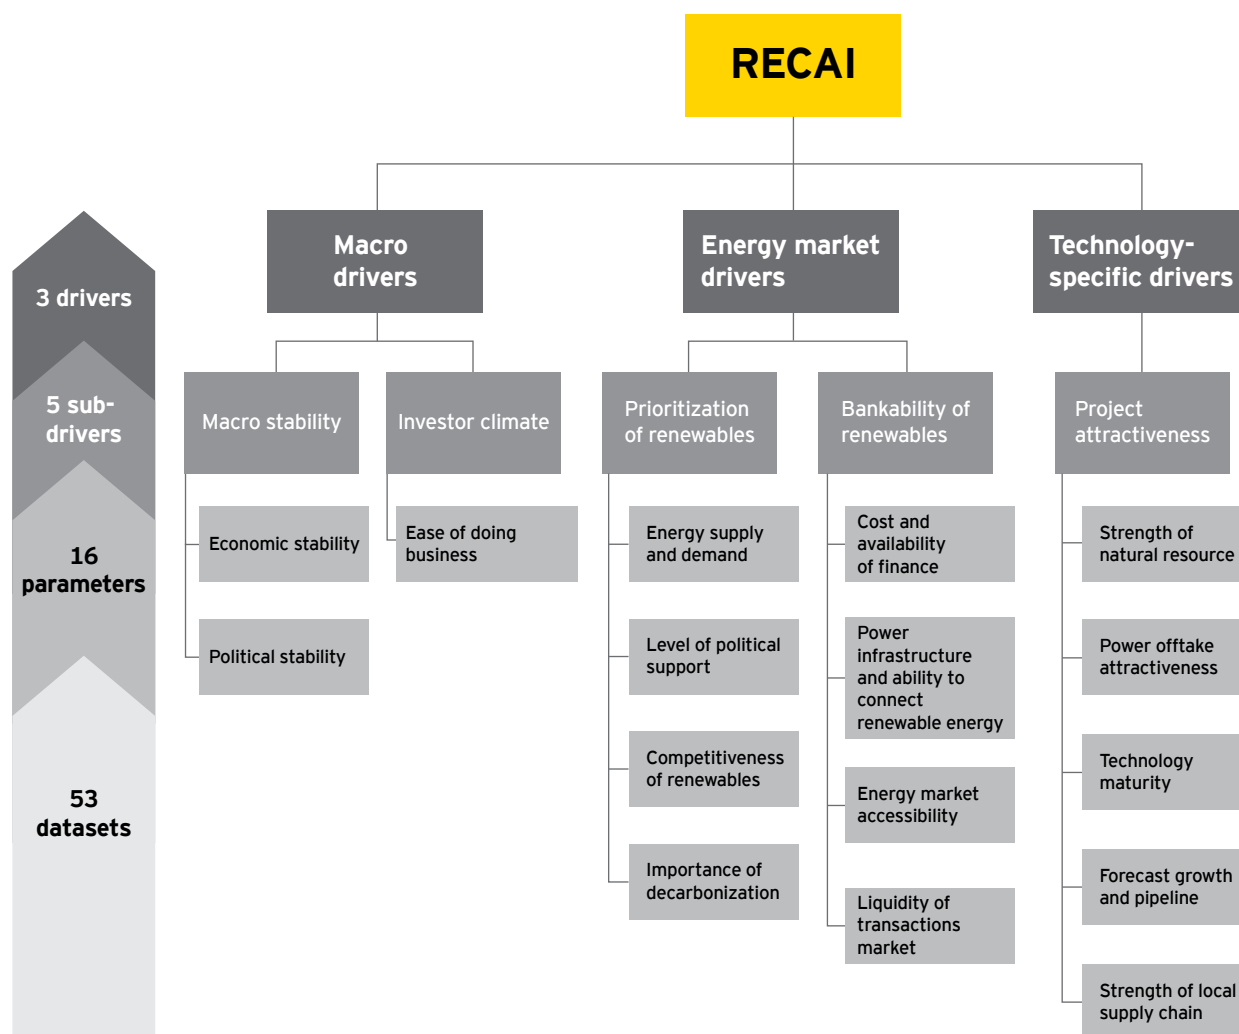 RECAI
Macro
drivers
Energy market
drivers
Technology-
specific drivers
3 drivers
5 sub-
drivers
16
parameters
53
datasets
Macro stability
Investor climate
Prioritization
of renewables
Bankability of
renewables
Project
attractiveness
Economic stability
Political stability
Ease of doing
business
Energy supply
and demand
Level of political
support
Competitiveness
of renewables
Importance of
decarbonization
Cost and
availability
of finance
Power
infrastructure
and ability to
connect
renewable energy
Energy market
accessibility
Liquidity of
transactions
market
Strength of
natural resource
Power offtake
attractiveness
Technology
maturity
Forecast growth
and pipeline
Strength of local
supply chain